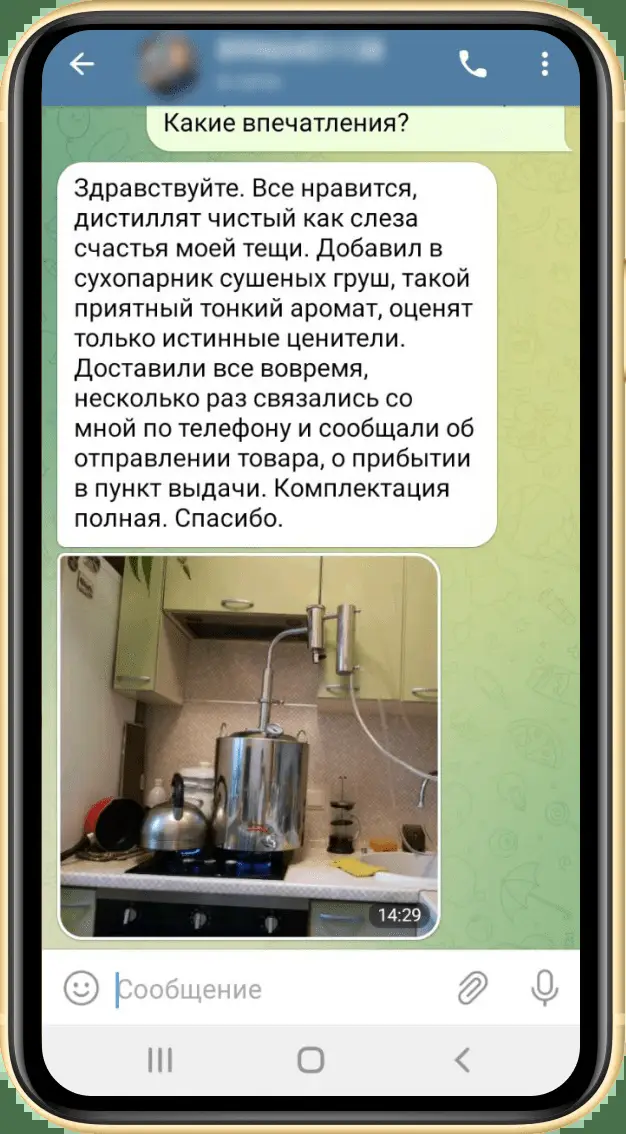 Какие впечатления?
Здравствуйте. Все нравится,
дистиллят чистый как слеза
счастья моей тещи. Добавил в
сухопарник сушеных груш, такой
приятный тонкий аромат, оценят
только истинные ценители.
Доставили все вовремя,
несколько раз связались со
мной по телефону и сообщали об
отправлении товара, о прибытии
в пункт выдачи. Комплектация
полная. Спасибо.
14:29
Сообщение